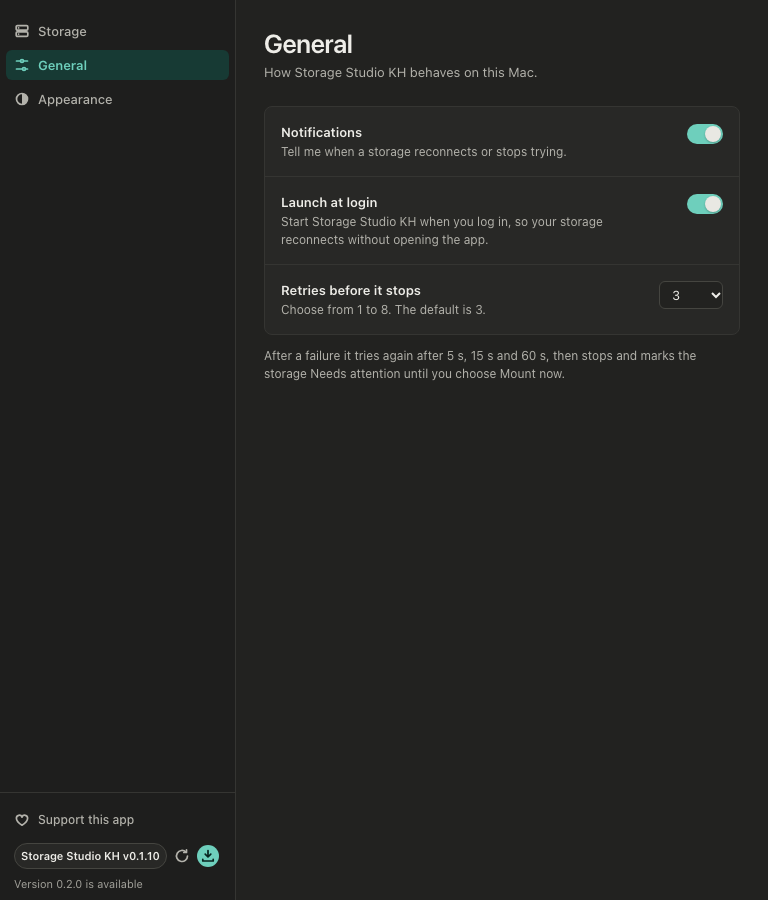 Storage
General
Appearance
General
How Storage Studio KH behaves on this Mac.
Notifications
Tell me when a storage reconnects or stops trying.
Launch at login
Start Storage Studio KH when you log in, so your storage
reconnects without opening the app.
Retries before it stops
Choose from 1 to 8. The default is 3.
3
After a failure it tries again after 5 s, 15 s and 60 s, then stops and marks the
storage Needs attention until you choose Mount now.
Support this app
Storage Studio KH v0.1.10
Version 0.2.0 is available